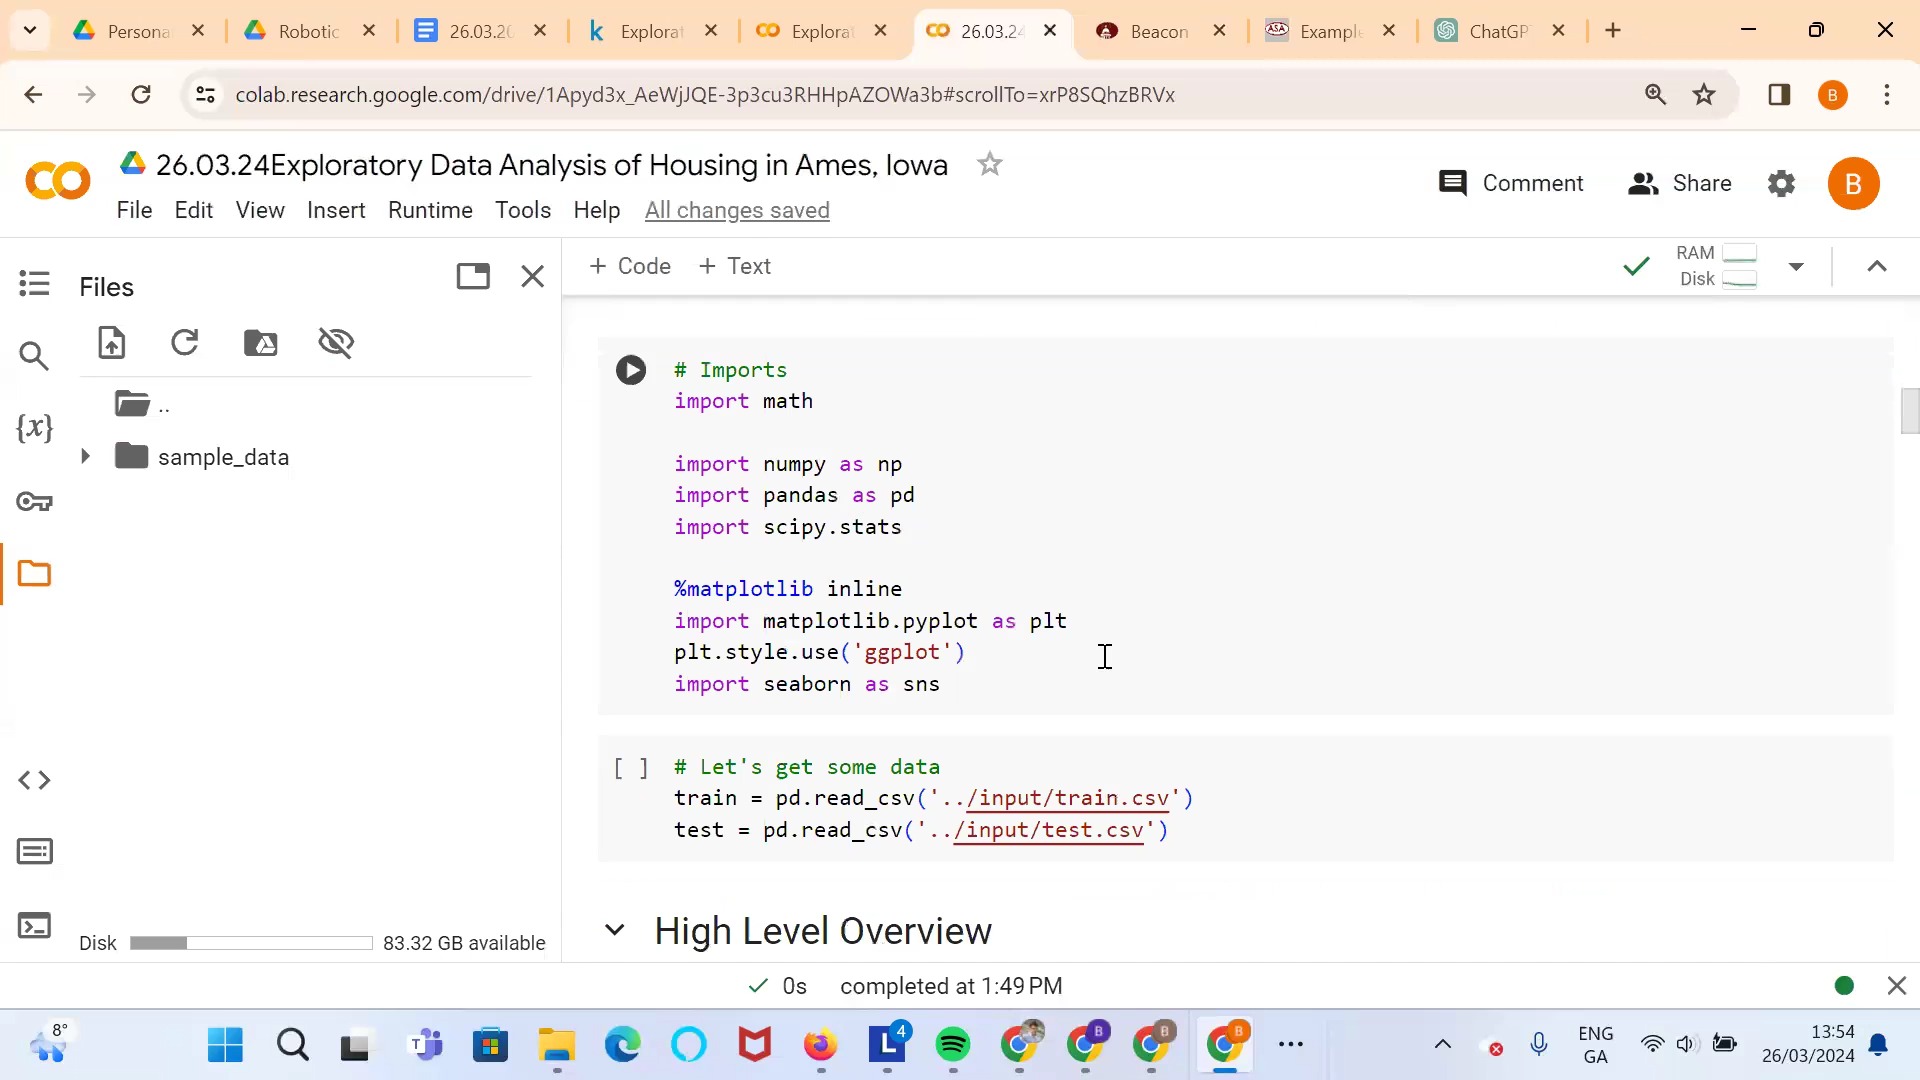 Persona
Robotic
26.03.20
Explorat
Explorat
26.03.24
Beacon
Example
ChatGP
colab.research.google.com/drive/1Apyd3x_AeWjJQE-3p3cu3RHHpAZOWa3b#scrollTo=xrP8SQhzBRVx
B
26.03.24Exploratory Data Analysis of Housing in Ames, Iowa
Comment
Share
B
File Edit View Insert Runtime Tools Help All changes saved
Files
+ Code + Text
RAM
Disk
..
sample_data
{x}
# Imports
import math
import numpy as np
import pandas as pd
import scipy.stats
%matplotlib inline
import matplotlib.pyplot as plt
plt.style.use('ggplot')
import seaborn as sns
[ ] # Let's get some data
train = pd.read_csv('../input/train.csv')
test = pd.read_csv('../input/test.csv')
High Level Overview
Disk 83.32 GB available
0s completed at 1:49 PM
8°
4
B
B
B
ENG
GA
13:54
26/03/2024